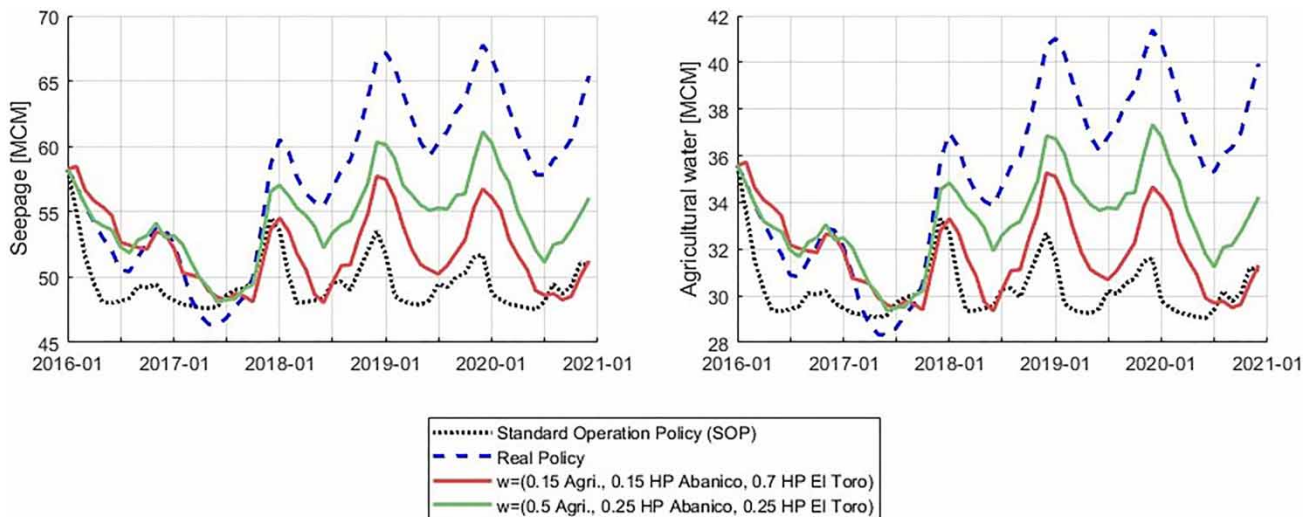 Seepage [MCM]
70
65
60
55
50
45
2016-01 2017-01 2018-01 2019-01 2020-01 2021-01
Agricultural water [MCM]
42
40
38
36
34
32
30
28
2016-01 2017-01 2018-01 2019-01 2020-01 2021-01
Standard Operation Policy (SOP)
Real Policy
w=(0.15 Agri., 0.15 HP Abanico, 0.7 HP El Toro)
w=(0.5 Agri., 0.25 HP Abanico, 0.25 HP El Toro)